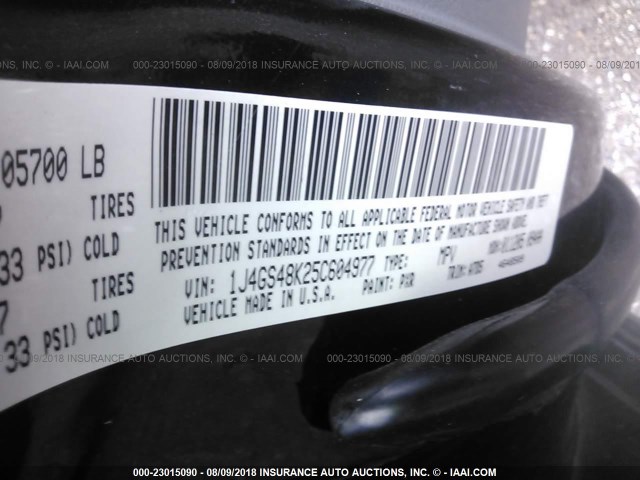 000-23015090 - 08/09/2018 INSURANCE AUTO AUCTIONS, INC. - © - IAAI.COM
05700 LB
TIRES
33 PSI) COLD
TIRES
7
33 PSI) COLD
THIS VEHICLE CONFORMS TO ALL APPLICABLE FEDERAL MOTOR VEHICLE SAFETY AND THEFT
PREVENTION STANDARDS IN EFFECT ON THE DATE OF MANUFACTURE SHOWN ABOVE.
VIN: 1J4GS48K25C604977 TYPE: MPV
VEHICLE MADE IN U.S.A. PAINT: PXR TRIM:
000-23015090 - 08/09/2018 INSURANCE AUTO AUCTIONS, INC. - © - IAAI.COM
000-23015090 - 08/09/2018 INSURANCE AUTO AUCTIONS, INC. - © - IAAI.COM
000-23015090 - 08/09/2018 INSURANCE AUTO AUCTIONS, INC. - © - IAAI.COM